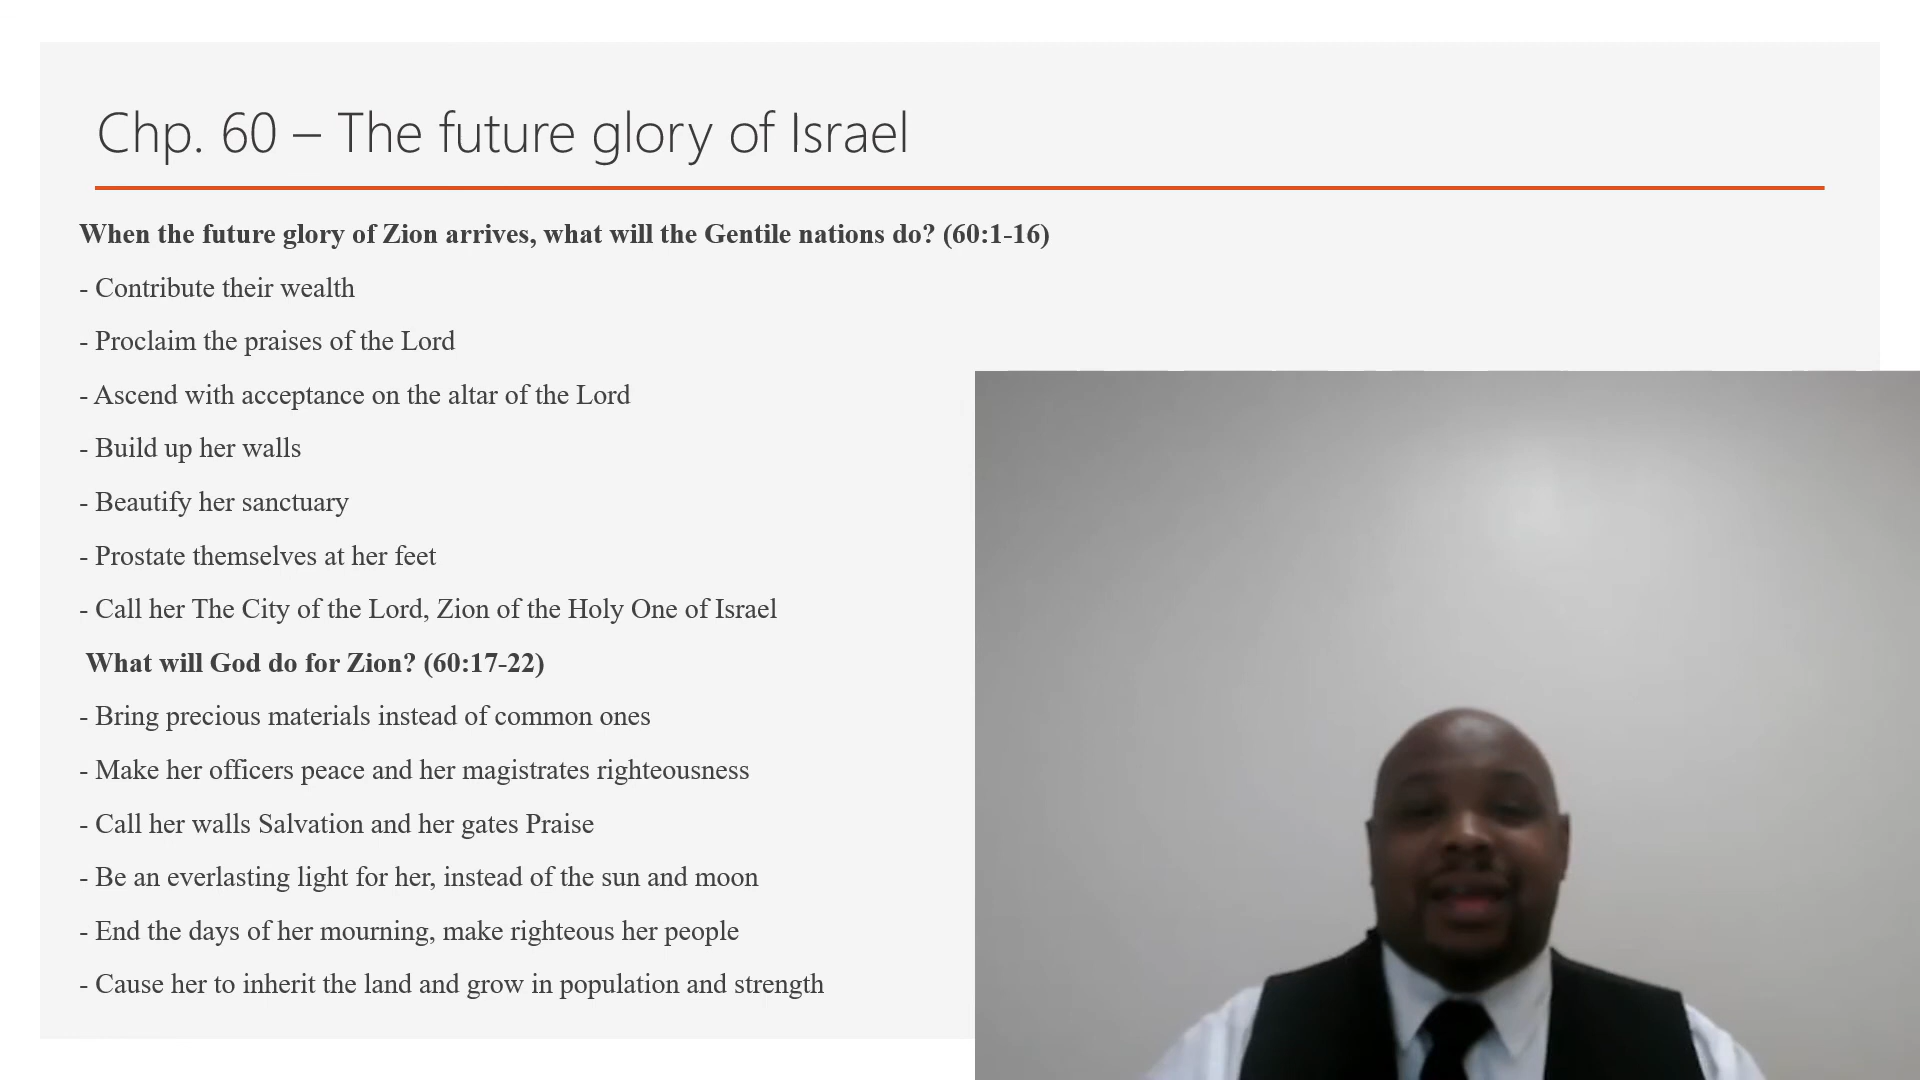 Chp. 60 – The future glory of Israel
When the future glory of Zion arrives, what will the Gentile nations do? (60:1-16)
- Contribute their wealth
- Proclaim the praises of the Lord
- Ascend with acceptance on the altar of the Lord
- Build up her walls
- Beautify her sanctuary
- Prostate themselves at her feet
- Call her The City of the Lord, Zion of the Holy One of Israel
What will God do for Zion? (60:17-22)
- Bring precious materials instead of common ones
- Make her officers peace and her magistrates righteousness
- Call her walls Salvation and her gates Praise
- Be an everlasting light for her, instead of the sun and moon
- End the days of her mourning, make righteous her people
- Cause her to inherit the land and grow in population and strength